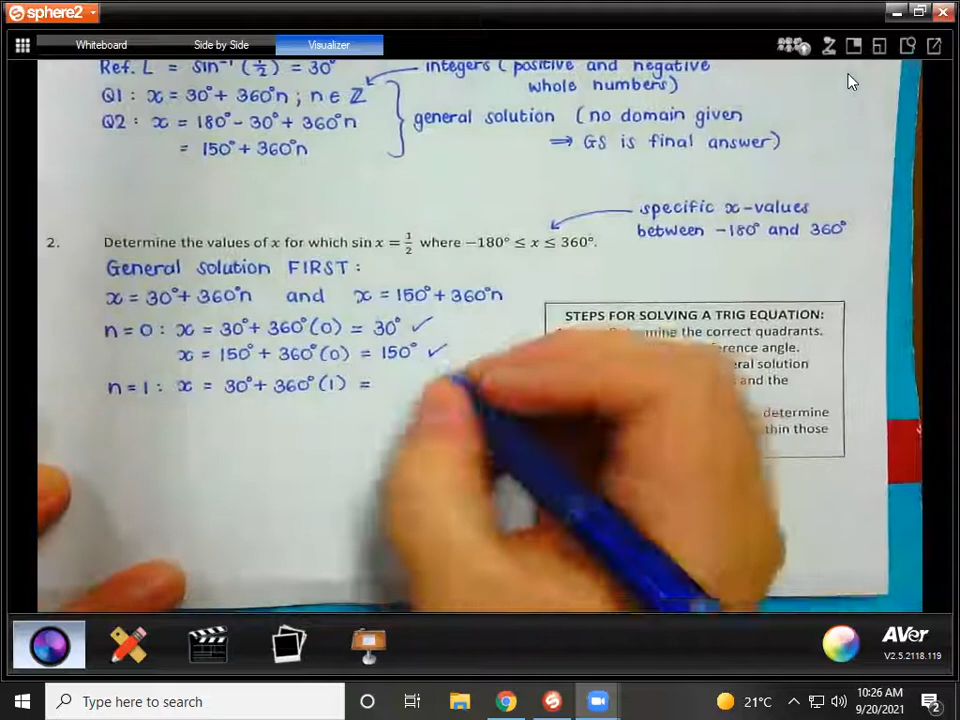 sphere2
Whiteboard
Side by Side
Visualizer
Ref. L = sin⁻¹ (1/2) = 30°
integers (positive and negative
whole numbers)
Q1 : x = 30° + 360°n ; n ∈ ℤ
Q2 : x = 180° - 30° + 360°n
= 150° + 360°n
general solution (no domain given
⟹ GS is final answer)
specific x-values
between -180° and 360°
2. Determine the values of x for which sin x = 1/2 where −180° ≤ x ≤ 360°.
General solution FIRST :
x = 30° + 360°n and x = 150° + 360°n
n = 0 : x = 30° + 360°(0) = 30° ✓
x = 150° + 360°(0) = 150° ✓
n = 1 : x = 30° + 360°(1) =
STEPS FOR SOLVING A TRIG EQUATION:
the correct quadrants.
angle.
solution
and the
determine
those
AVer
V2.5.2118.119
Type here to search
21°C
10:26 AM
9/20/2021
2